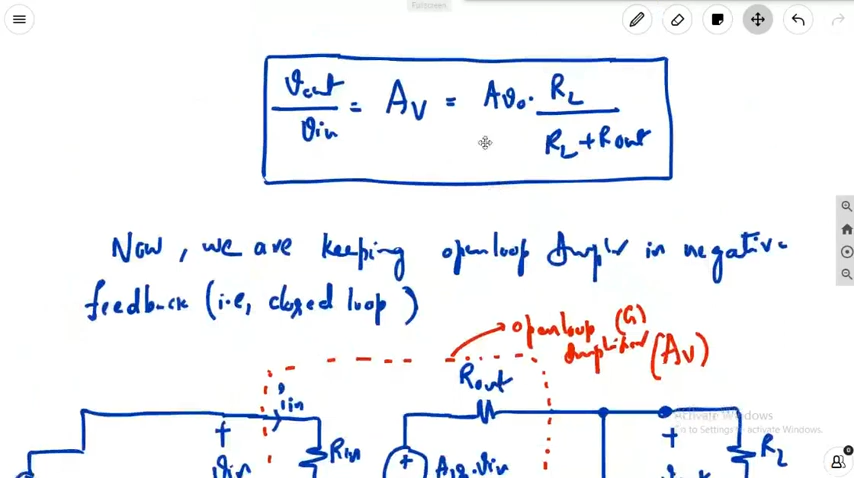 Fullscreen
Vout / Vin = Av = Avo . RL / RL + Rout
Now, we are keeping openloop Amplr in negative
feedback (i.e, closed loop)
openloop (G)
Amplifier (Av)
Rout
iin
+
Rin
Vin
+
Avo.Vin
+
RL
Activate Windows
Go to Settings to activate Windows.